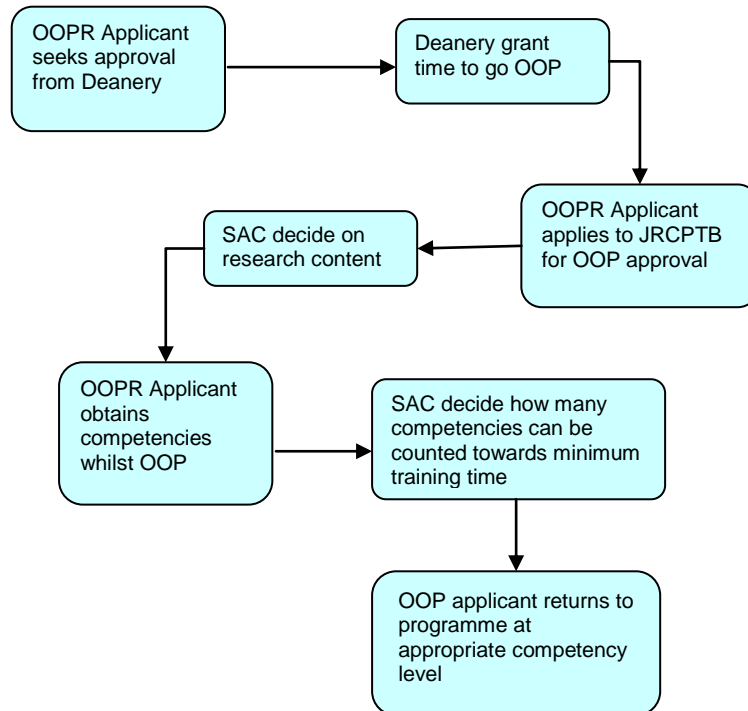 OOPR Applicant
seeks approval
from Deanery
Deanery grant
time to go OOP
OOPR Applicant
applies to JRCPTB
for OOP approval
SAC decide on
research content
OOPR Applicant
obtains
competencies
whilst OOP
SAC decide how many
competencies can be
counted towards minimum
training time
OOP applicant returns to
programme at
appropriate competency
level